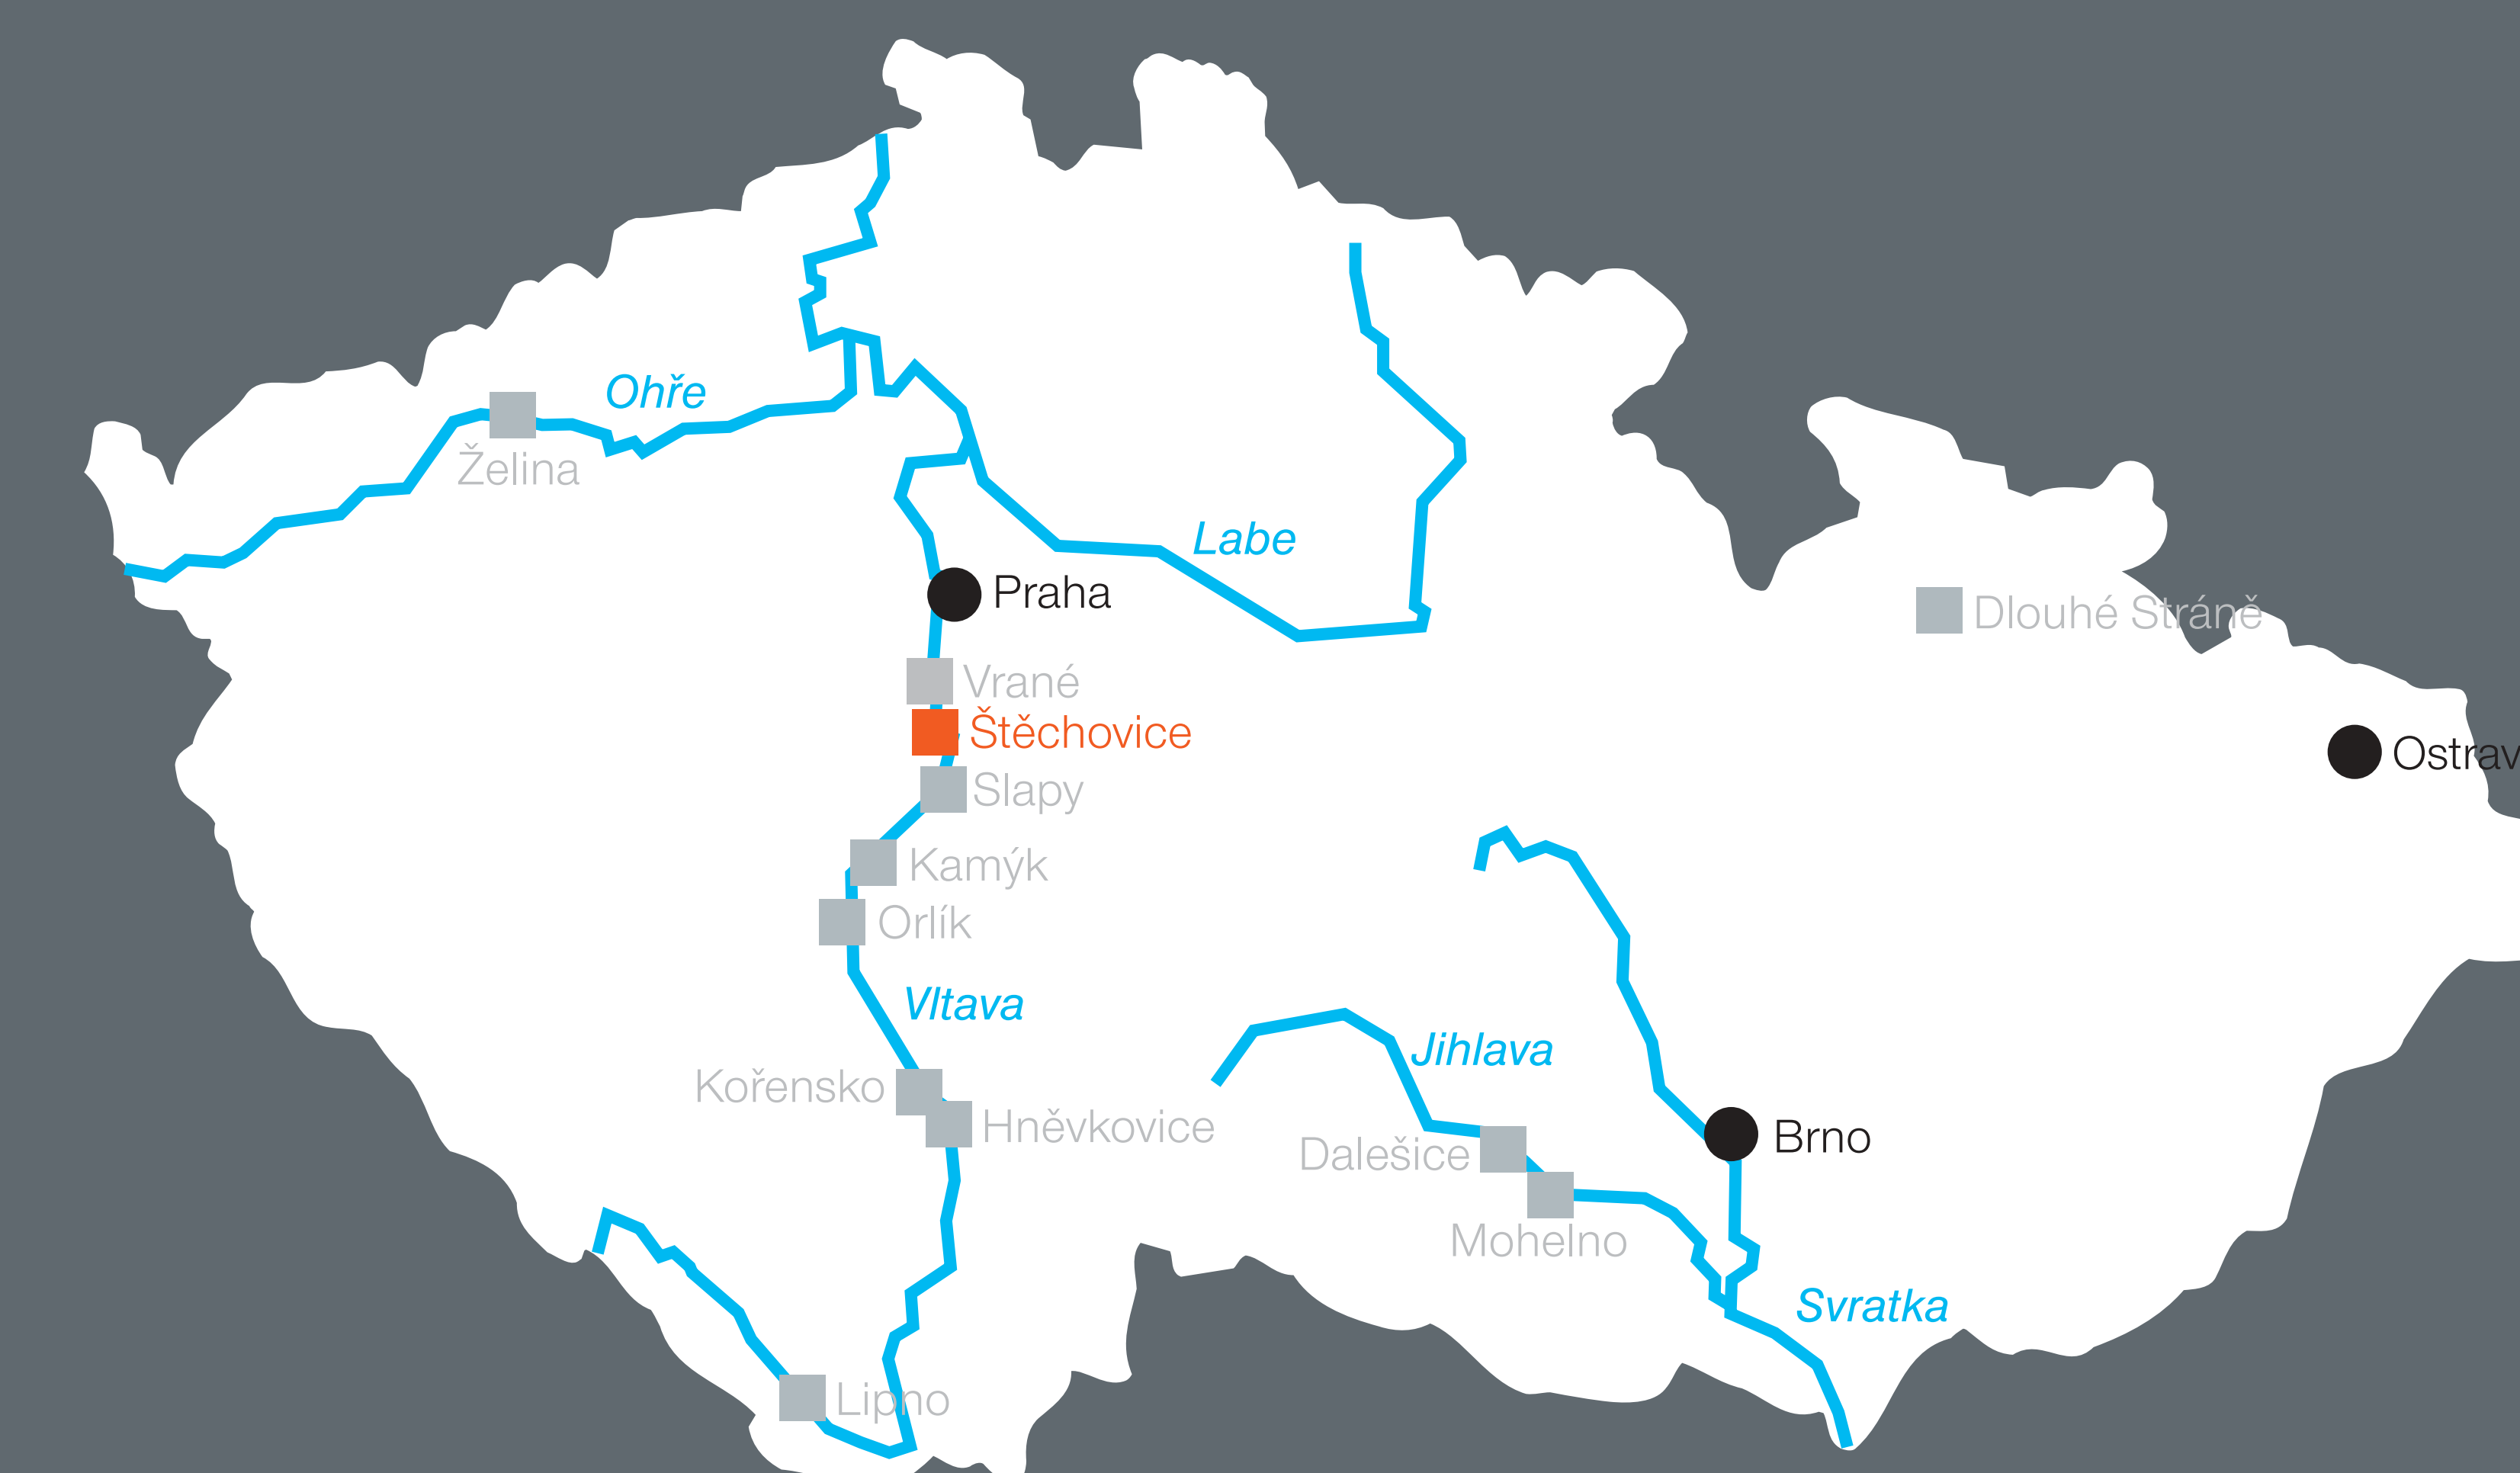 Ohře
Želina
Labe
Praha
Dlouhé Stráně
Vrané
Štěchovice
Ostrav
Slapy
Kamýk
Orlík
Vltava
Jihlava
Kořensko
Hněvkovice
Brno
Dalešice
Mohelno
Svratka
Lipno